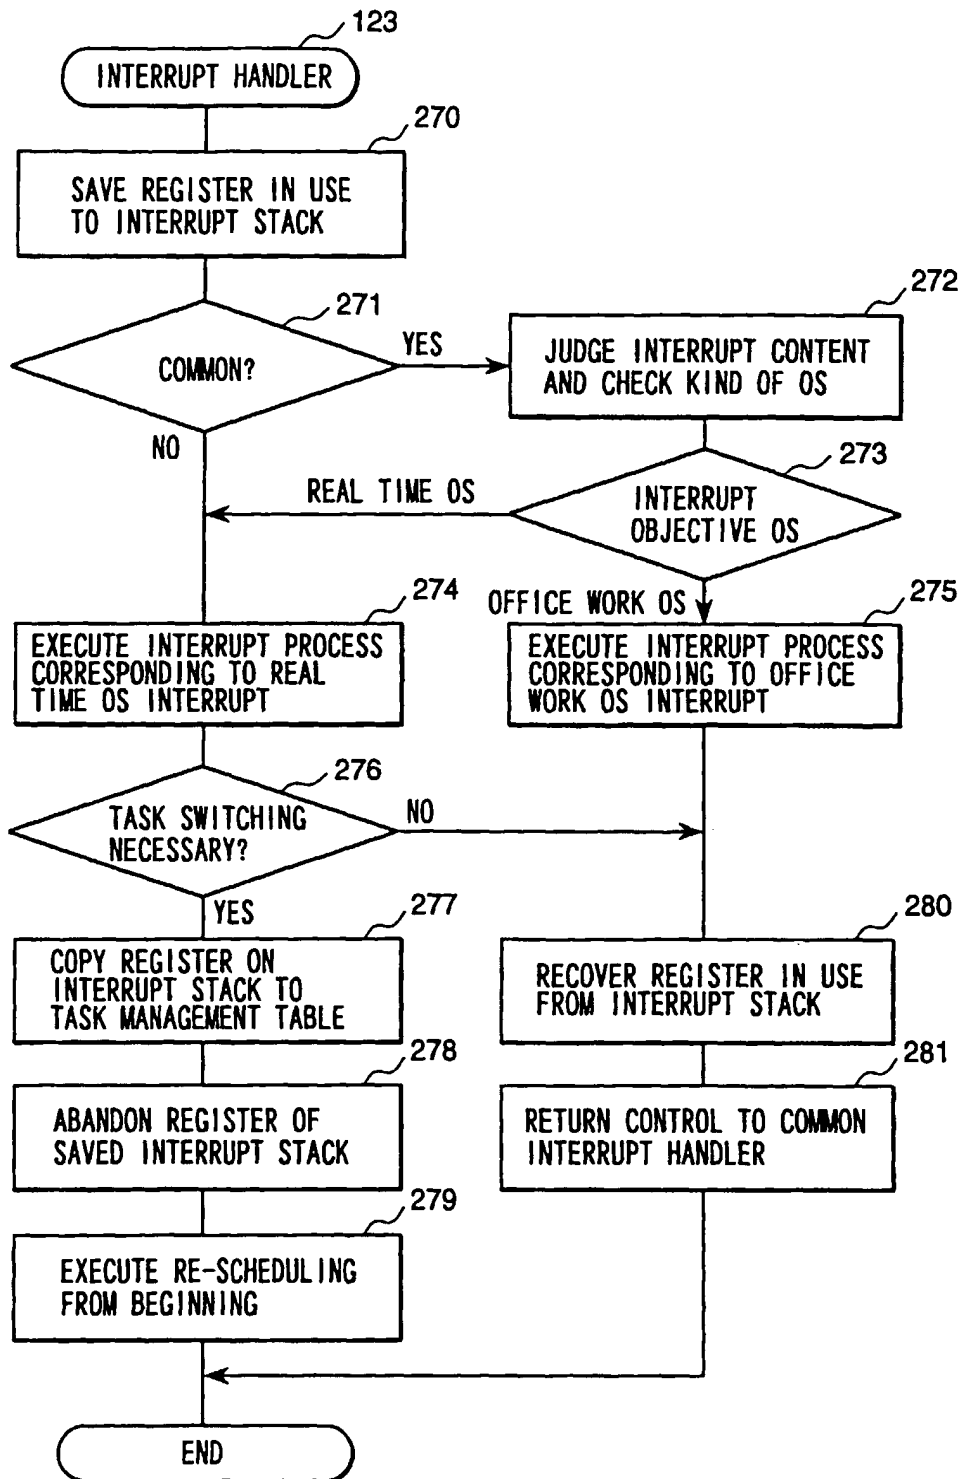 123
INTERRUPT HANDLER
270
SAVE REGISTER IN USE
TO INTERRUPT STACK
271
COMMON?
YES
NO
272
JUDGE INTERRUPT CONTENT
AND CHECK KIND OF OS
273
INTERRUPT
OBJECTIVE OS
REAL TIME OS
OFFICE WORK OS
274
EXECUTE INTERRUPT PROCESS
CORRESPONDING TO REAL
TIME OS INTERRUPT
275
EXECUTE INTERRUPT PROCESS
CORRESPONDING TO OFFICE
WORK OS INTERRUPT
276
TASK SWITCHING
NECESSARY?
NO
YES
277
COPY REGISTER ON
INTERRUPT STACK TO
TASK MANAGEMENT TABLE
280
RECOVER REGISTER IN USE
FROM INTERRUPT STACK
278
ABANDON REGISTER OF
SAVED INTERRUPT STACK
281
RETURN CONTROL TO COMMON
INTERRUPT HANDLER
279
EXECUTE RE-SCHEDULING
FROM BEGINNING
END